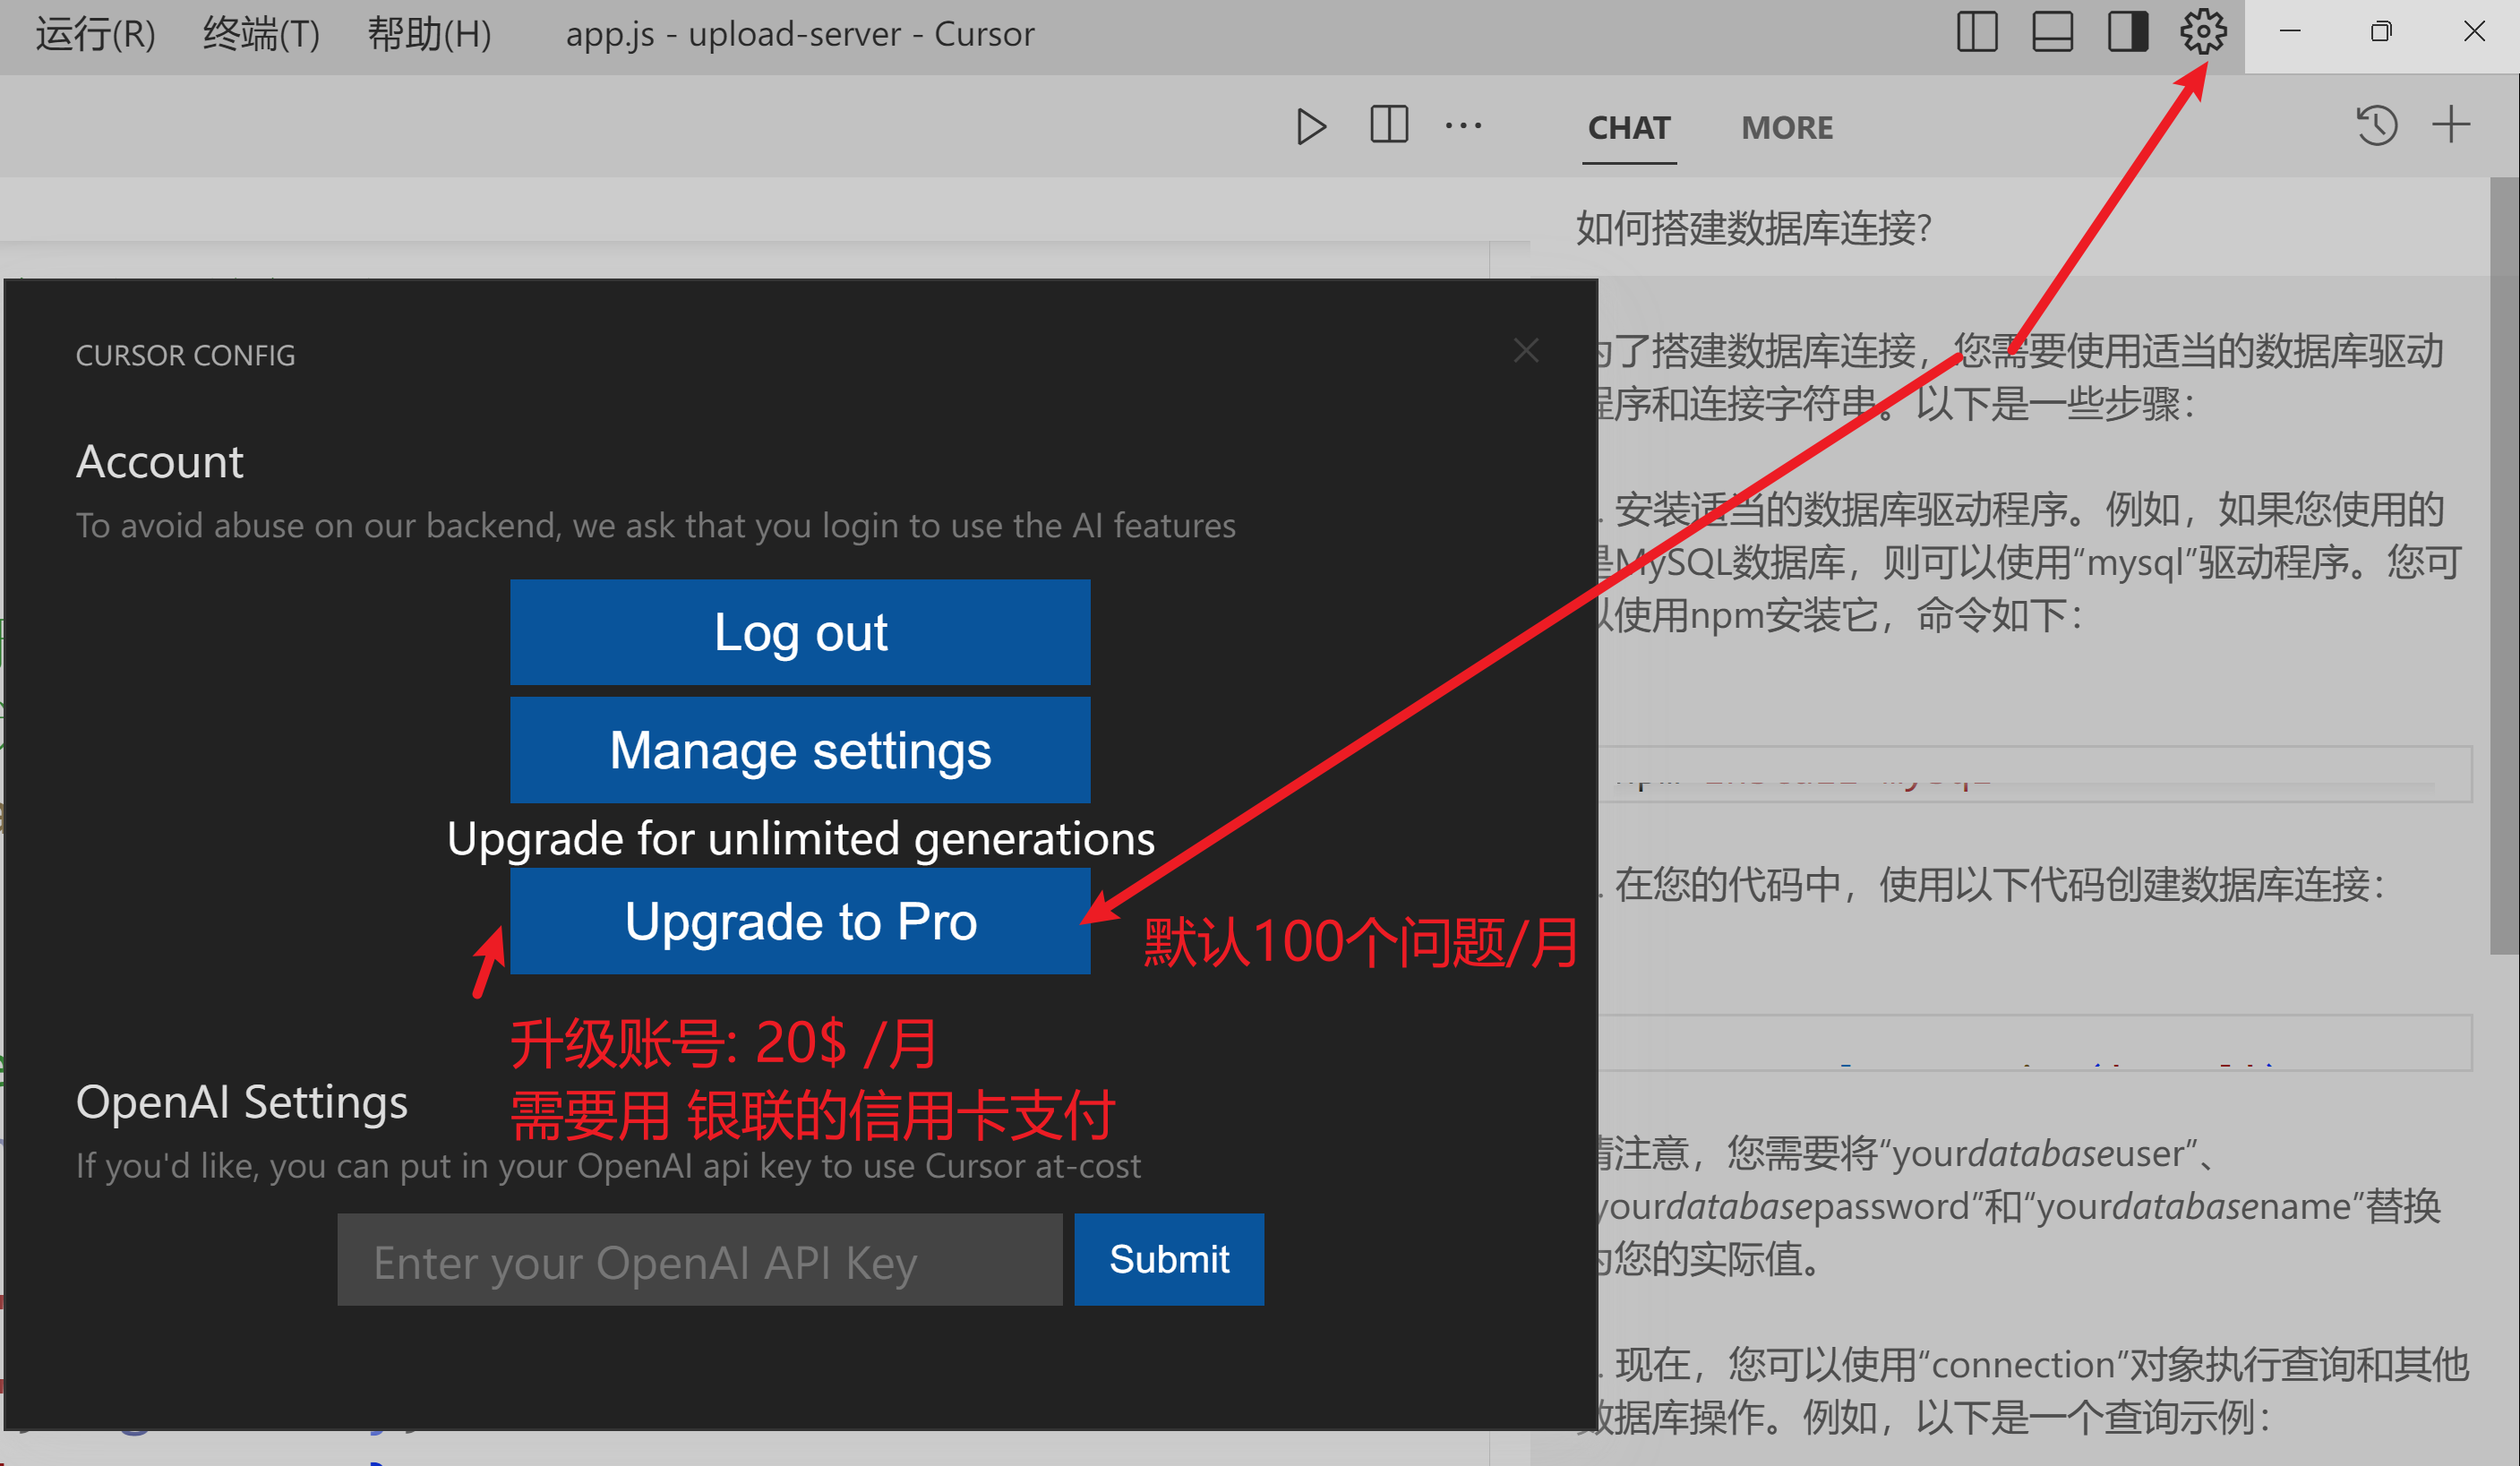 运行(R) 终端(T) 帮助(H) app.js - upload-server - Cursor
CHAT MORE
如何搭建数据库连接?
CURSOR CONFIG
Account
To avoid abuse on our backend, we ask that you login to use the AI features
Log out
Manage settings
Upgrade for unlimited generations
Upgrade to Pro
默认100个问题/月
升级账号: 20$ /月
需要用 银联的信用卡支付
OpenAI Settings
If you'd like, you can put in your OpenAI api key to use Cursor at-cost
Enter your OpenAI API Key
Submit
了搭建数据库连接，您需要使用适当的数据库驱动
序和连接字符串。以下是一些步骤：
. 安装适当的数据库驱动程序。例如，如果您使用的
是MySQL数据库，则可以使用“mysql”驱动程序。您可
使用npm安装它，命令如下：
. 在您的代码中，使用以下代码创建数据库连接：
注意，您需要将“yourdatabaseuser”、
yourdatabasepassword”和“yourdatabasename”替换
您的实际值。
. 现在，您可以使用“connection”对象执行查询和其他
据库操作。例如，以下是一个查询示例：